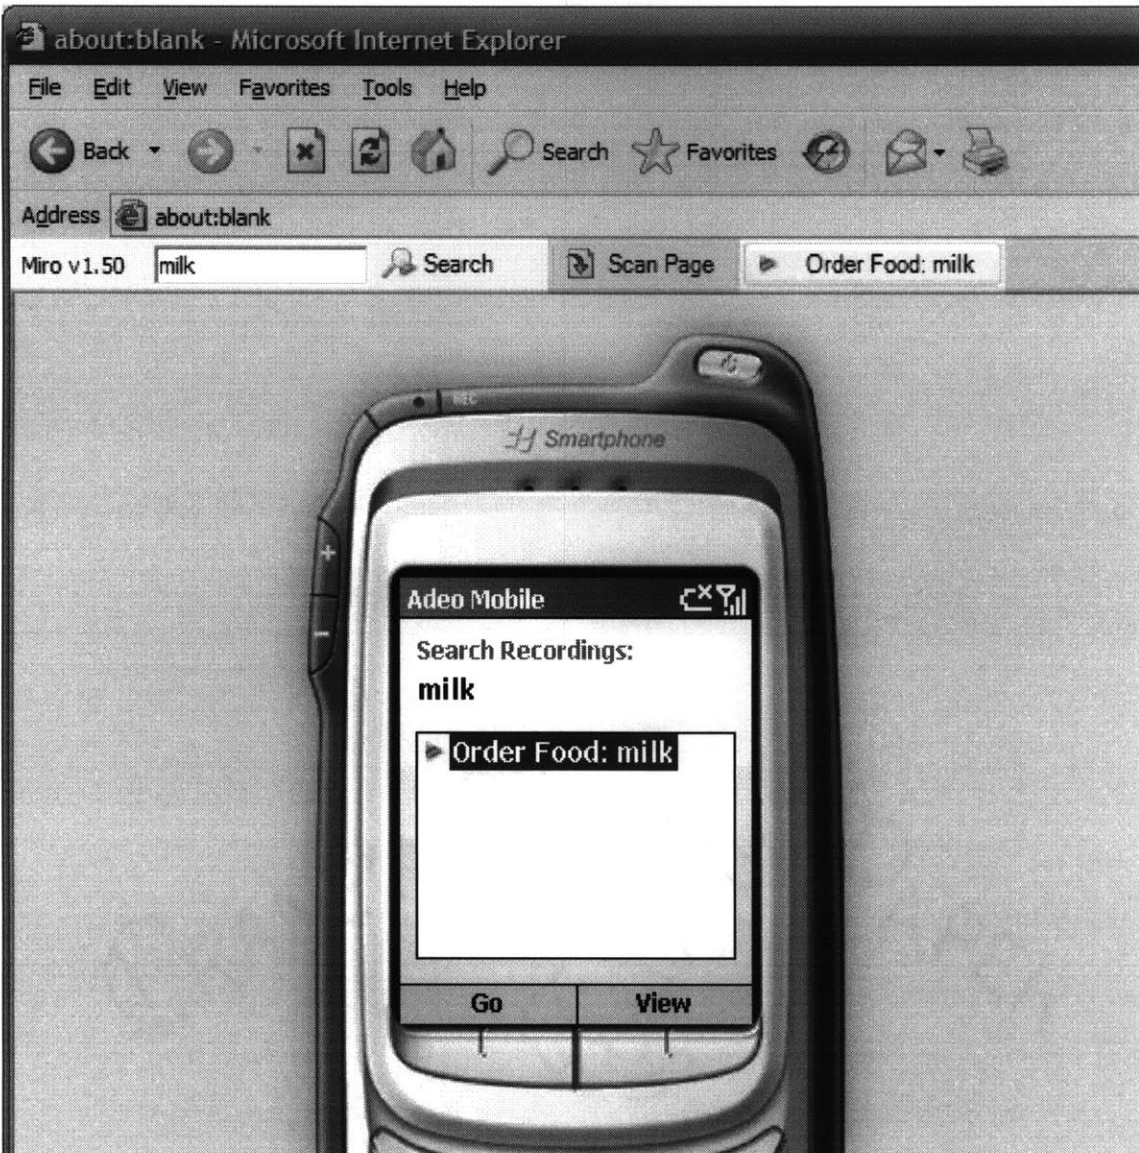 about:blank - Microsoft Internet Explorer
File Edit View Favorites Tools Help
Back Search Favorites
Address about:blank
Miro v1.50 milk Search Scan Page Order Food: milk
REC
Smartphone
+
Adeo Mobile
-
Search Recordings:
milk
Order Food: milk
Go View